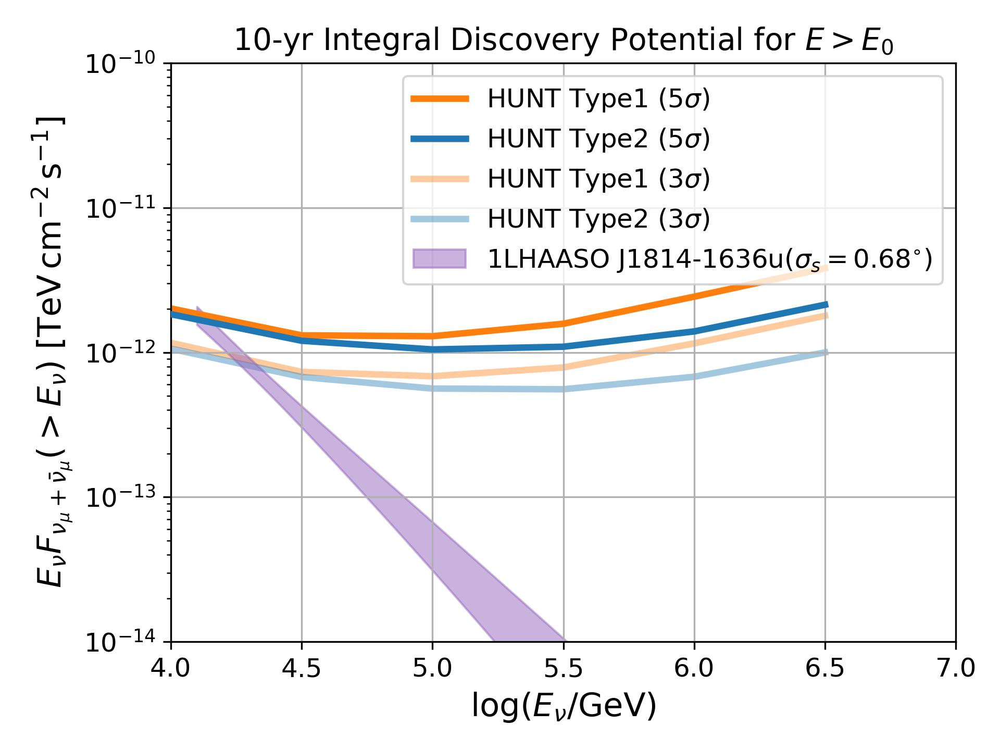 10-yr Integral Discovery Potential for E > E₀
10⁻¹⁰
10⁻¹¹
10⁻¹²
10⁻¹³
10⁻¹⁴
E_νF_{ν_μ + ν̄_μ}(> E_ν) [TeV cm⁻² s⁻¹]
HUNT Type1 (5σ)
HUNT Type2 (5σ)
HUNT Type1 (3σ)
HUNT Type2 (3σ)
1LHAASO J1814-1636u(σ_s = 0.68°)
4.0 4.5 5.0 5.5 6.0 6.5 7.0
log(E_ν/GeV)